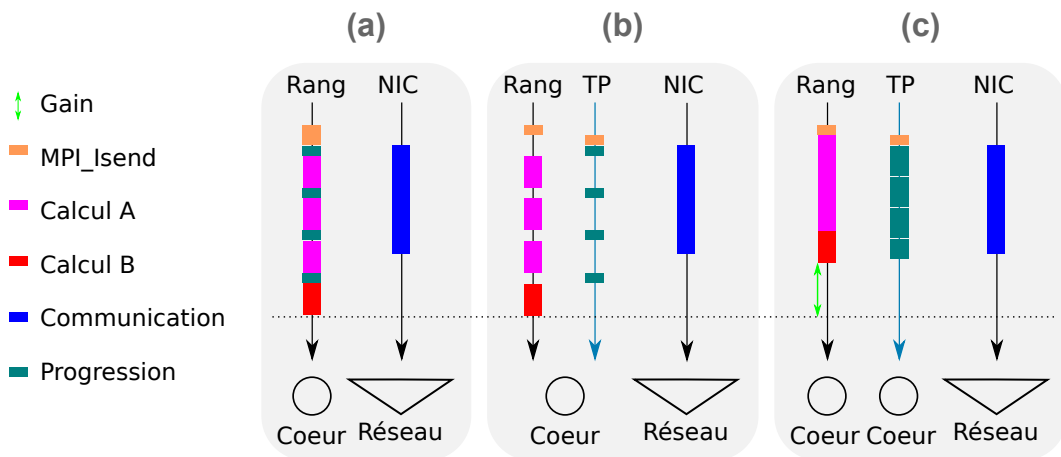 (a) (b) (c)
Rang NIC Rang TP NIC Rang TP NIC
Gain
MPI_Isend
Calcul A
Calcul B
Communication
Progression
Coeur Réseau Coeur Réseau Coeur Coeur Réseau